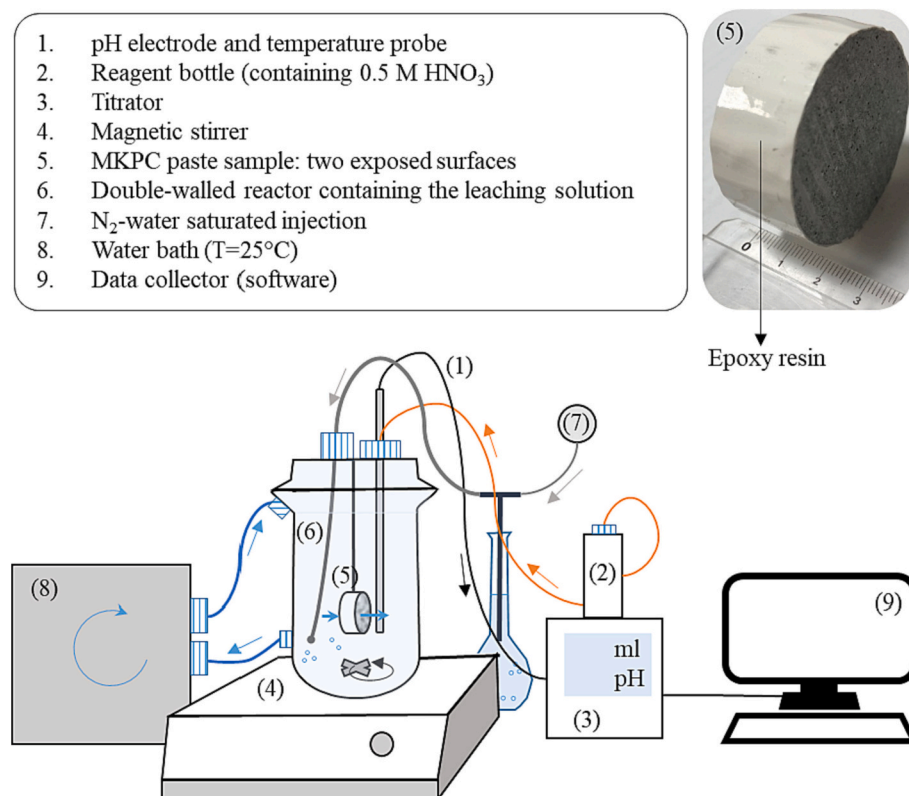 1. pH electrode and temperature probe
2. Reagent bottle (containing 0.5 M HNO₃)
3. Titrator
4. Magnetic stirrer
5. MKPC paste sample: two exposed surfaces
6. Double-walled reactor containing the leaching solution
7. N₂-water saturated injection
8. Water bath (T=25°C)
9. Data collector (software)
(5)
0 1 2 3
Epoxy resin
(1)
(7)
(6)
(5)
(2)
(8)
(9)
ml
pH
(4)
(3)